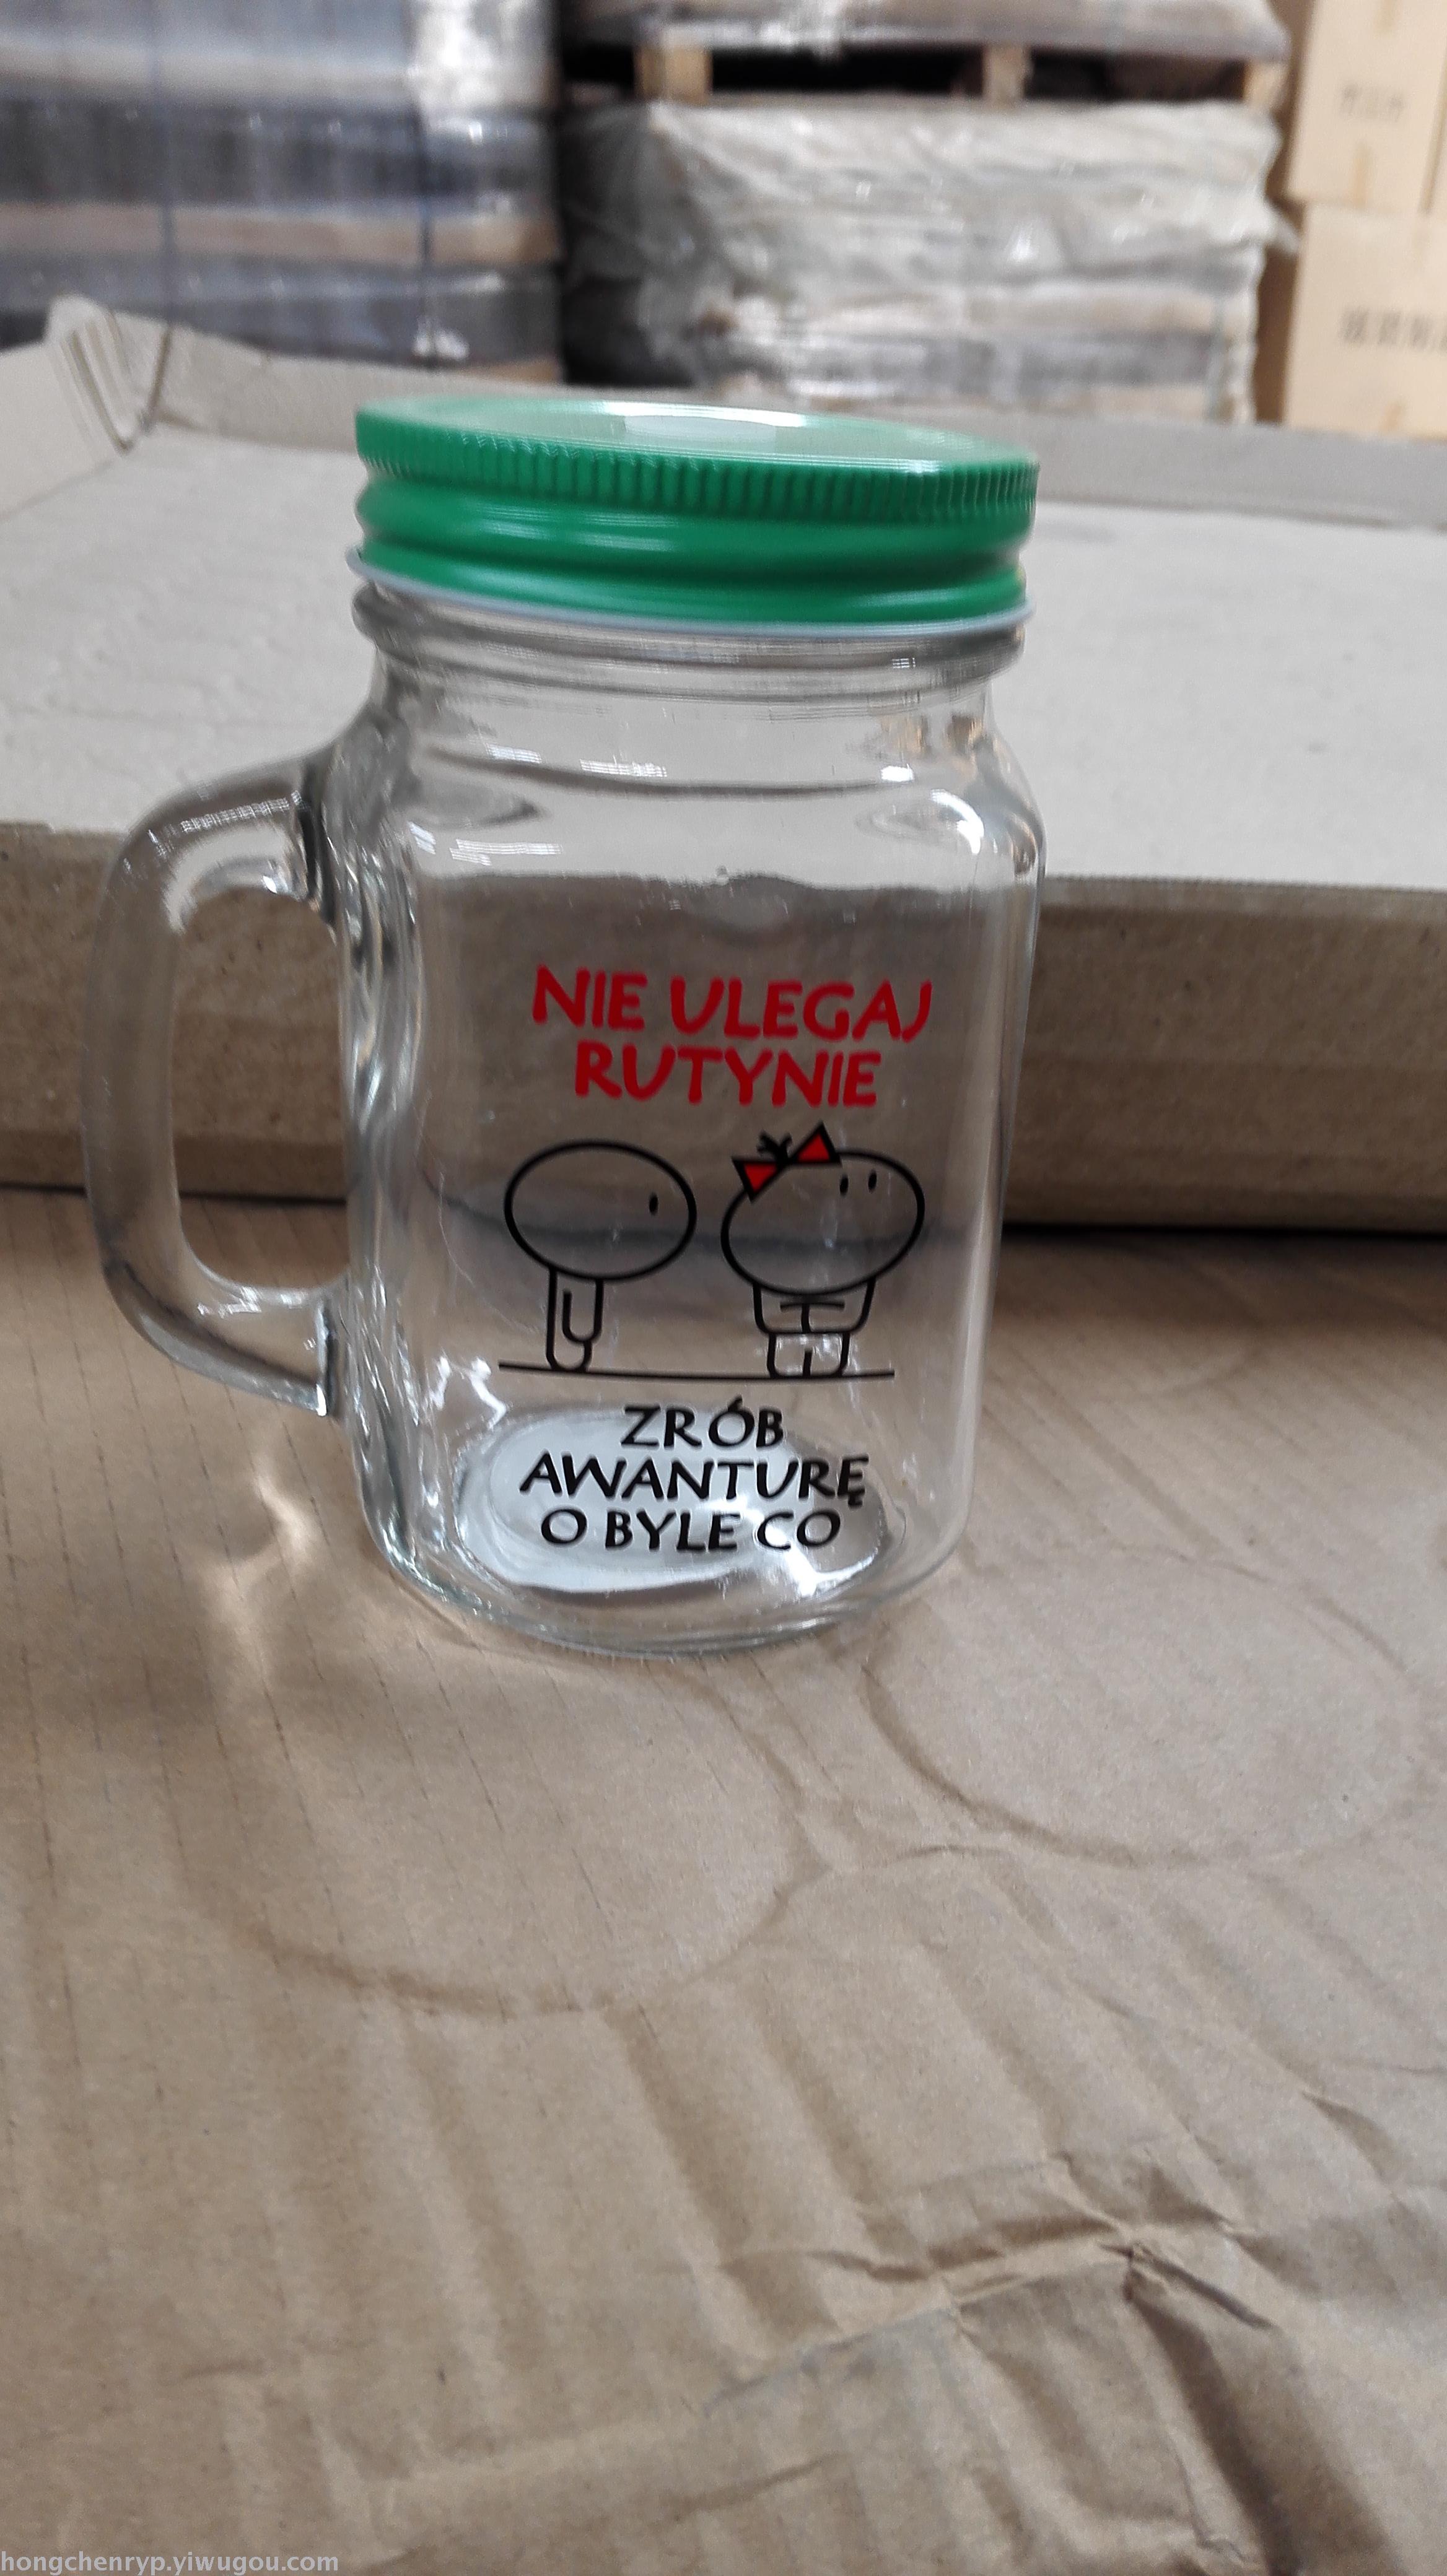 NIE ULEGAJ
RUTYNIE
ZRÓB
AWANTURĘ
O BYLE CO
hongchenryp.yiwugou.com